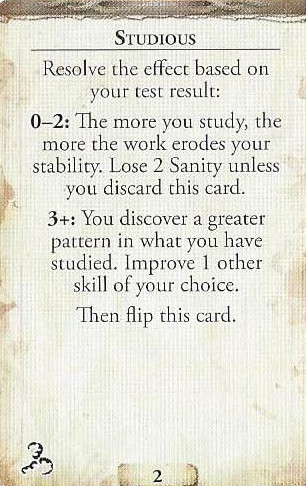 STUDIOUS
Resolve the effect based on
your test result:
0–2: The more you study, the
more the work erodes your
stability. Lose 2 Sanity unless
you discard this card.
3+: You discover a greater
pattern in what you have
studied. Improve 1 other
skill of your choice.
Then flip this card.
2